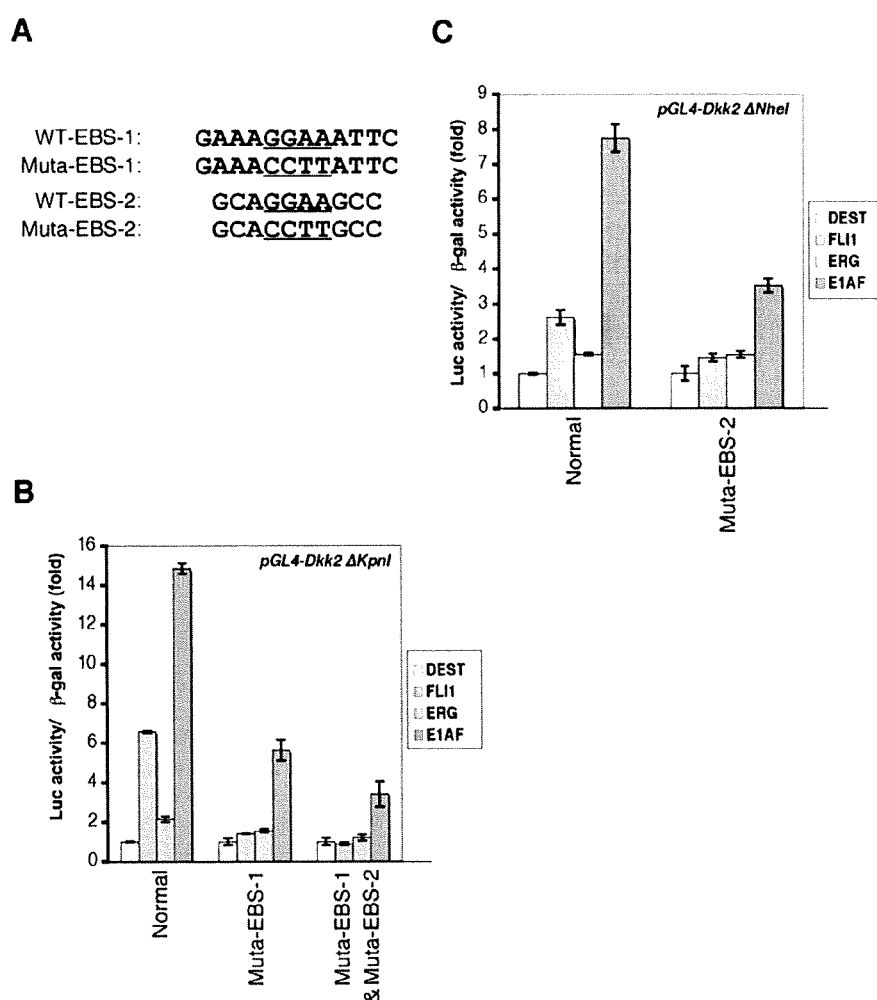 A
WT-EBS-1: GAAAGGAAATTC
Muta-EBS-1: GAAACCTTATTC
WT-EBS-2: GCAGGAAGCC
Muta-EBS-2: GCACCTTGCC
C
Luc activity/ β-gal activity (fold)
9
8
7
6
5
4
3
2
1
0
pGL4-Dkk2 ΔNheI
DEST
FLI1
ERG
E1AF
Normal
Muta-EBS-2
B
Luc activity/ β-gal activity (fold)
16
14
12
10
8
6
4
2
0
pGL4-Dkk2 ΔKpnI
DEST
FLI1
ERG
E1AF
Normal
Muta-EBS-1
Muta-EBS-1
& Muta-EBS-2